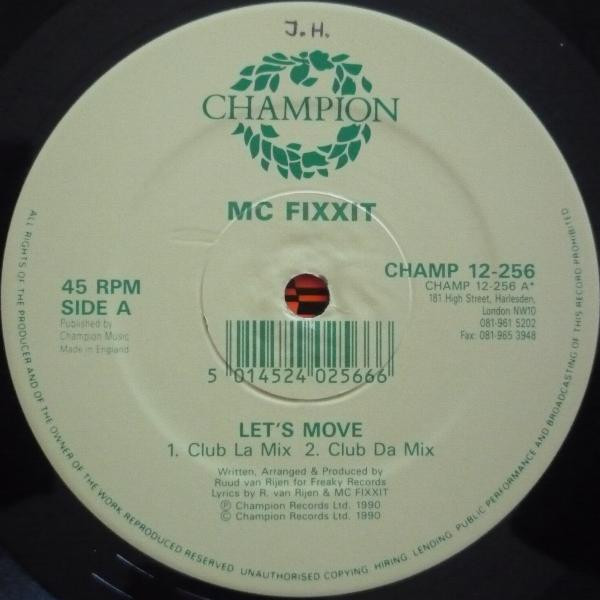 J.H.
CHAMPION
MC FIXXIT
45 RPM
SIDE A
Published by
Champion Music
Made in England
CHAMP 12-256
CHAMP 12-256 A*
181 High Street, Harlesden,
London NW10
081-961 5202
Fax: 081-965 3948
5 014524 025666
LET'S MOVE
1. Club La Mix 2. Club Da Mix
Written, Arranged & Produced by
Ruud van Rijen for Freaky Records
Lyrics by R. van Rijen & MC FIXXIT
Ⓟ Champion Records Ltd. 1990
© Champion Records Ltd. 1990
ALL RIGHTS OF THE PRODUCER AND OF THE OWNER OF THE WORK REPRODUCED RESERVED. UNAUTHORISED COPYING, HIRING, LENDING, PUBLIC PERFORMANCE AND BROADCASTING OF THIS RECORD PROHIBITED